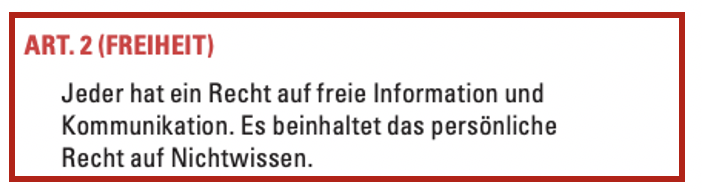 ART. 2 (FREIHEIT)
Jeder hat ein Recht auf freie Information und
Kommunikation. Es beinhaltet das persönliche
Recht auf Nichtwissen.